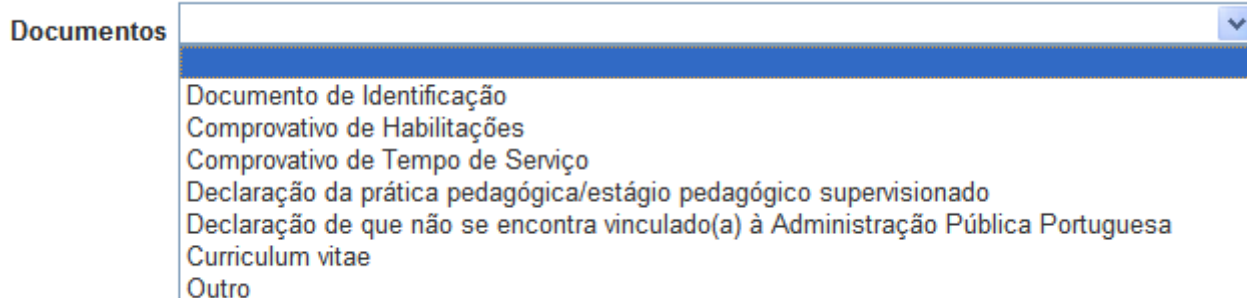 Documentos
Documento de Identificação
Comprovativo de Habilitações
Comprovativo de Tempo de Serviço
Declaração da prática pedagógica/estágio pedagógico supervisionado
Declaração de que não se encontra vinculado(a) à Administração Pública Portuguesa
Curriculum vitae
Outro